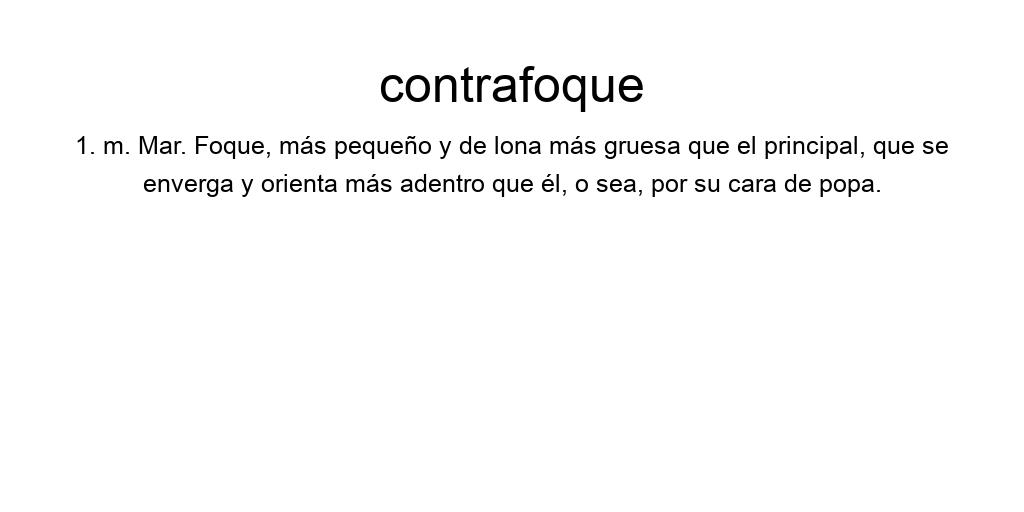 contrafoque
1. m. Mar. Foque, más pequeño y de lona más gruesa que el principal, que se
enverga y orienta más adentro que él, o sea, por su cara de popa.